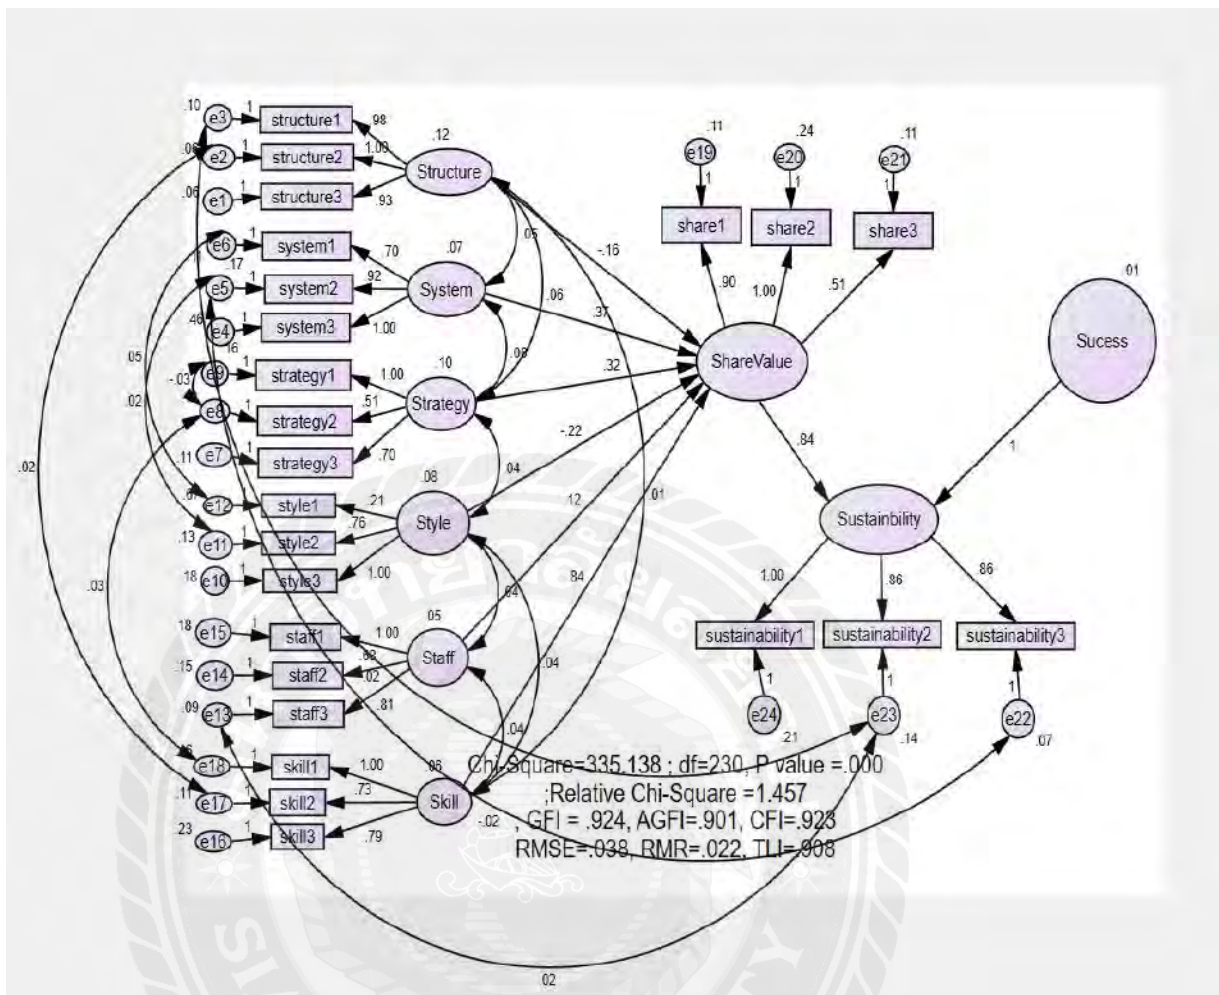 .10 e3 1 structure1 .98
.06 e2 1 structure2 1.00
.06 e1 1 structure3 .93
.12
Structure
e6 1 system1 .70
.17 e5 1 system2 .92
.46 e4 1 system3 1.00
.07
System
.16 e9 1 strategy1 1.00
-.03 e8 1 strategy2 .51
.11 e7 1 strategy3 .70
.10
Strategy
e12 1 style1 .21
.13 e11 1 style2 .76
18 e10 1 style3 1.00
.08
Style
18 e15 1 staff1 1.00
.15 e14 1 staff2
.09 e13 1 staff3 .81
05
Staff
e18 1 skill1 1.00
.11 e17 1 skill2 .73
.23 e16 1 skill3 .79
.06
Skill
.02
.05
.02
.03
.02
.05
.06
.08
.04
.04
.04
.01
-.02
02
-.16
.37
.32
-.22
.12
.84
.11 .24 .11
e19 e20 e21
1 1 1
share1 share2 share3
.90 1.00 .51
ShareValue
01
Sucess
.84
1
Sustainbility
1.00 .86 .86
sustainability1 sustainability2 sustainability3
1 1 1
e24 e23 e22
.21 .14 .07
Chi-Square=335.138 ; df=230, P value =.000
;Relative Chi-Square =1.457
, GFI = .924, AGFI=.901, CFI=.923
RMSE=.038, RMR=.022, TLI=.908